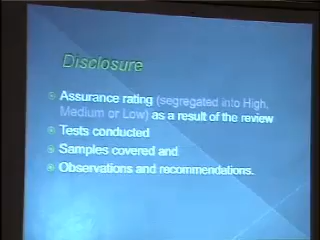 Disclosure
Assurance rating (segregated into High,
Medium or Low) as a result of the review
Tests conducted
Samples covered and
Observations and recommendations.